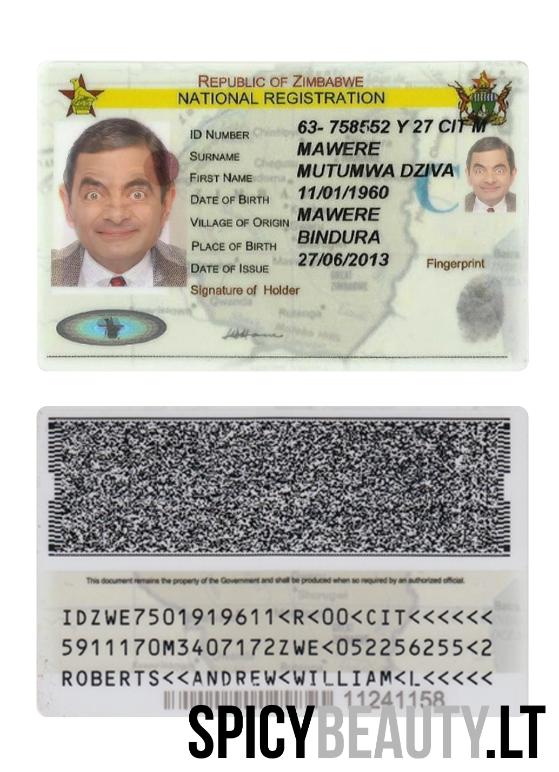 REPUBLIC OF ZIMBABWE
NATIONAL REGISTRATION
ID NUMBER 63- 758552 Y 27 CIT M
SURNAME MAWERE
FIRST NAME MUTUMWA DZIVA
DATE OF BIRTH 11/01/1960
VILLAGE OF ORIGIN MAWERE
PLACE OF BIRTH BINDURA
DATE OF ISSUE 27/06/2013
Fingerprint
Signature of Holder
This document remains the property of the Government and shall be produced when so required by an authorized official.
IDZWE7501919611<R<00<CIT<<<<<<
5911170M3407172ZWE<052256255<2
ROBERTS<<ANDREW<WILLIAM<L<<<<<
11241158
SPICYBEAUTY.LT